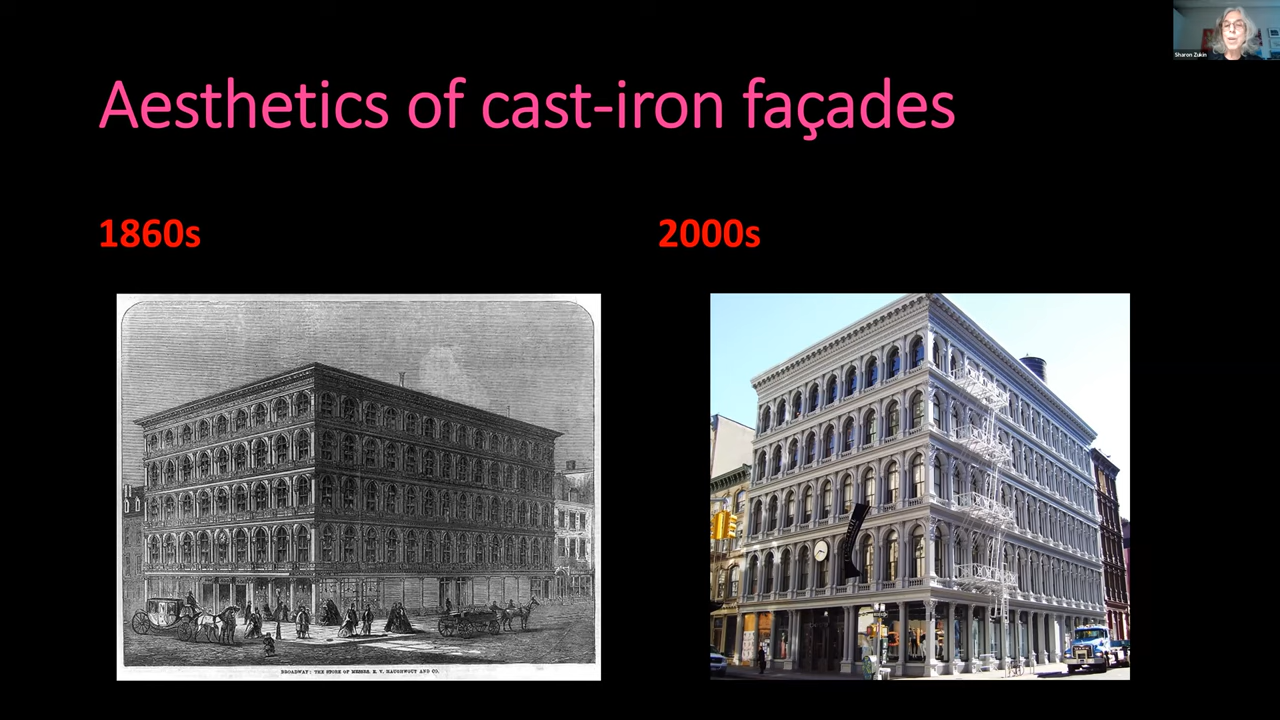 Sharon Zukin
Aesthetics of cast-iron façades
1860s
2000s
BROADWAY: THE STORE OF MESSRS. E. V. HAUGHWOUT AND CO.